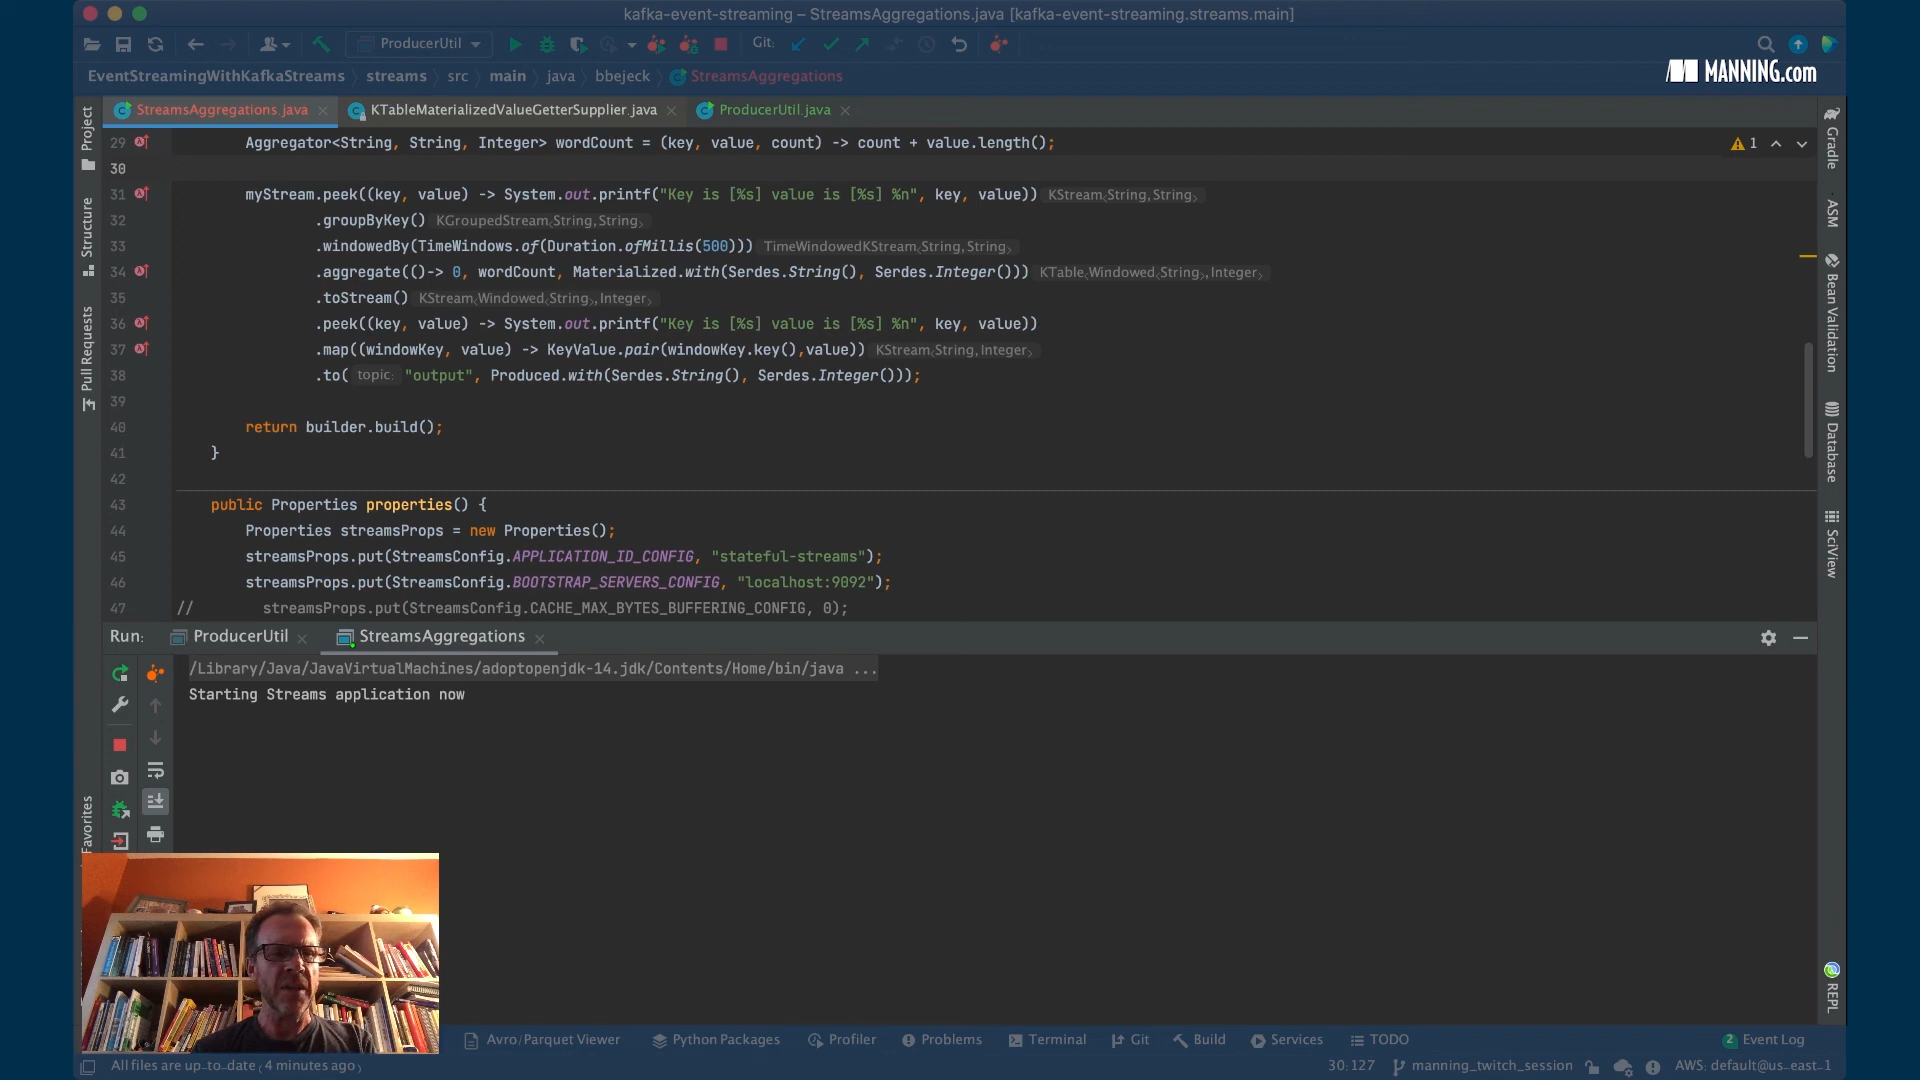 kafka-event-streaming – StreamsAggregations.java [kafka-event-streaming.streams.main]
ProducerUtil
Git:
MANNING.com
EventStreamingWithKafkaStreams streams src main java bbejeck StreamsAggregations
StreamsAggregations.java KTableMaterializedValueGetterSupplier.java ProducerUtil.java
Project
Structure
Pull Requests
Favorites
29 Aggregator<String, String, Integer> wordCount = (key, value, count) -> count + value.length();
1
30
31 myStream.peek((key, value) -> System.out.printf("Key is [%s] value is [%s] %n", key, value)) KStream<String,String>
32 .groupByKey() KGroupedStream<String,String>
33 .windowedBy(TimeWindows.of(Duration.ofMillis(500))) TimeWindowedKStream<String,String>
34 .aggregate(()-> 0, wordCount, Materialized.with(Serdes.String(), Serdes.Integer())) KTable<Windowed<String>,Integer>
35 .toStream() KStream<Windowed<String>,Integer>
36 .peek((key, value) -> System.out.printf("Key is [%s] value is [%s] %n", key, value))
37 .map((windowKey, value) -> KeyValue.pair(windowKey.key(),value)) KStream<String,Integer>
38 .to( topic: "output", Produced.with(Serdes.String(), Serdes.Integer()));
39
40 return builder.build();
41 }
42
43 public Properties properties() {
44 Properties streamsProps = new Properties();
45 streamsProps.put(StreamsConfig.APPLICATION_ID_CONFIG, "stateful-streams");
46 streamsProps.put(StreamsConfig.BOOTSTRAP_SERVERS_CONFIG, "localhost:9092");
47 // streamsProps.put(StreamsConfig.CACHE_MAX_BYTES_BUFFERING_CONFIG, 0);
Gradle
ASM
Bean Validation
Database
SciView
REPL
Run: ProducerUtil StreamsAggregations
/Library/Java/JavaVirtualMachines/adoptopenjdk-14.jdk/Contents/Home/bin/java ...
Starting Streams application now
Avro/Parquet Viewer Python Packages Profiler Problems Terminal Git Build Services TODO 2 Event Log
All files are up-to-date (4 minutes ago) 30:127 manning_twitch_session AWS: default@us-east-1